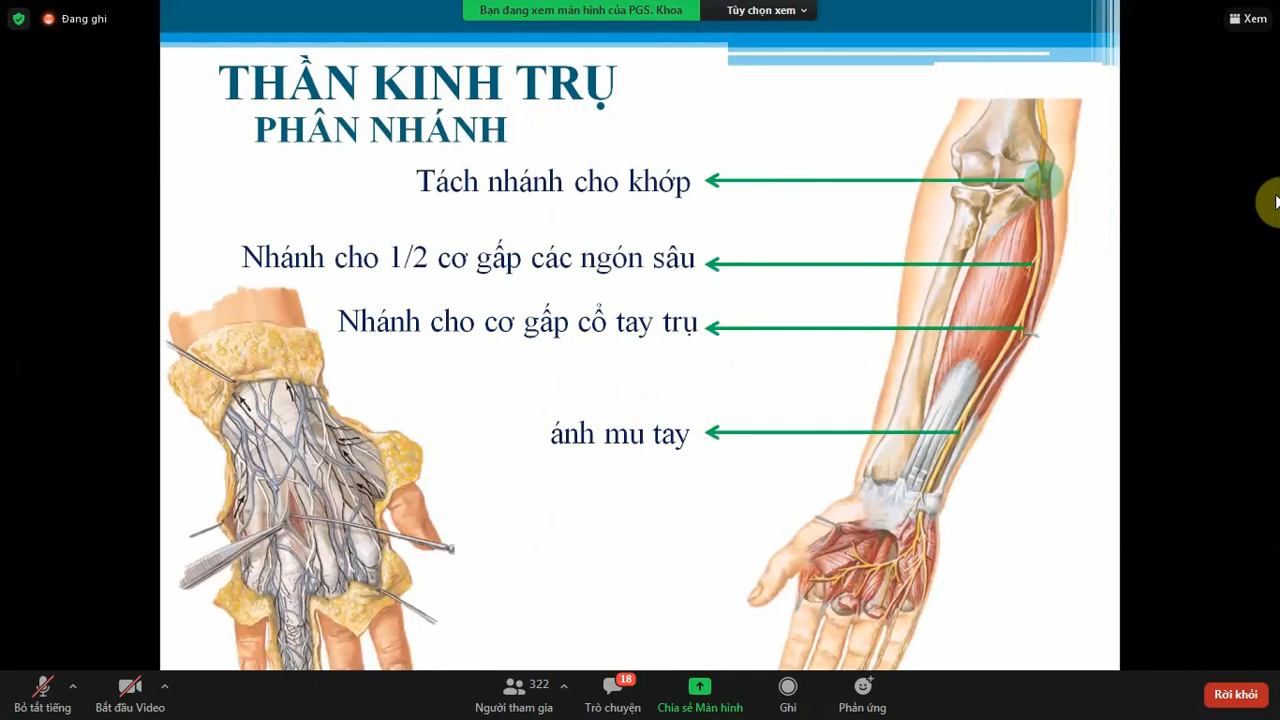 Đang ghi
Bạn đang xem màn hình của PGS. Khoa
Tùy chọn xem
Xem
THẦN KINH TRỤ
PHÂN NHÁNH
Tách nhánh cho khớp
Nhánh cho 1/2 cơ gấp các ngón sâu
Nhánh cho cơ gấp cổ tay trụ
ánh mu tay
18
322
Bỏ tắt tiếng
Bắt đầu Video
Người tham gia
Trò chuyện
Chia sẻ Màn hình
Ghi
Phản ứng
Rời khỏi